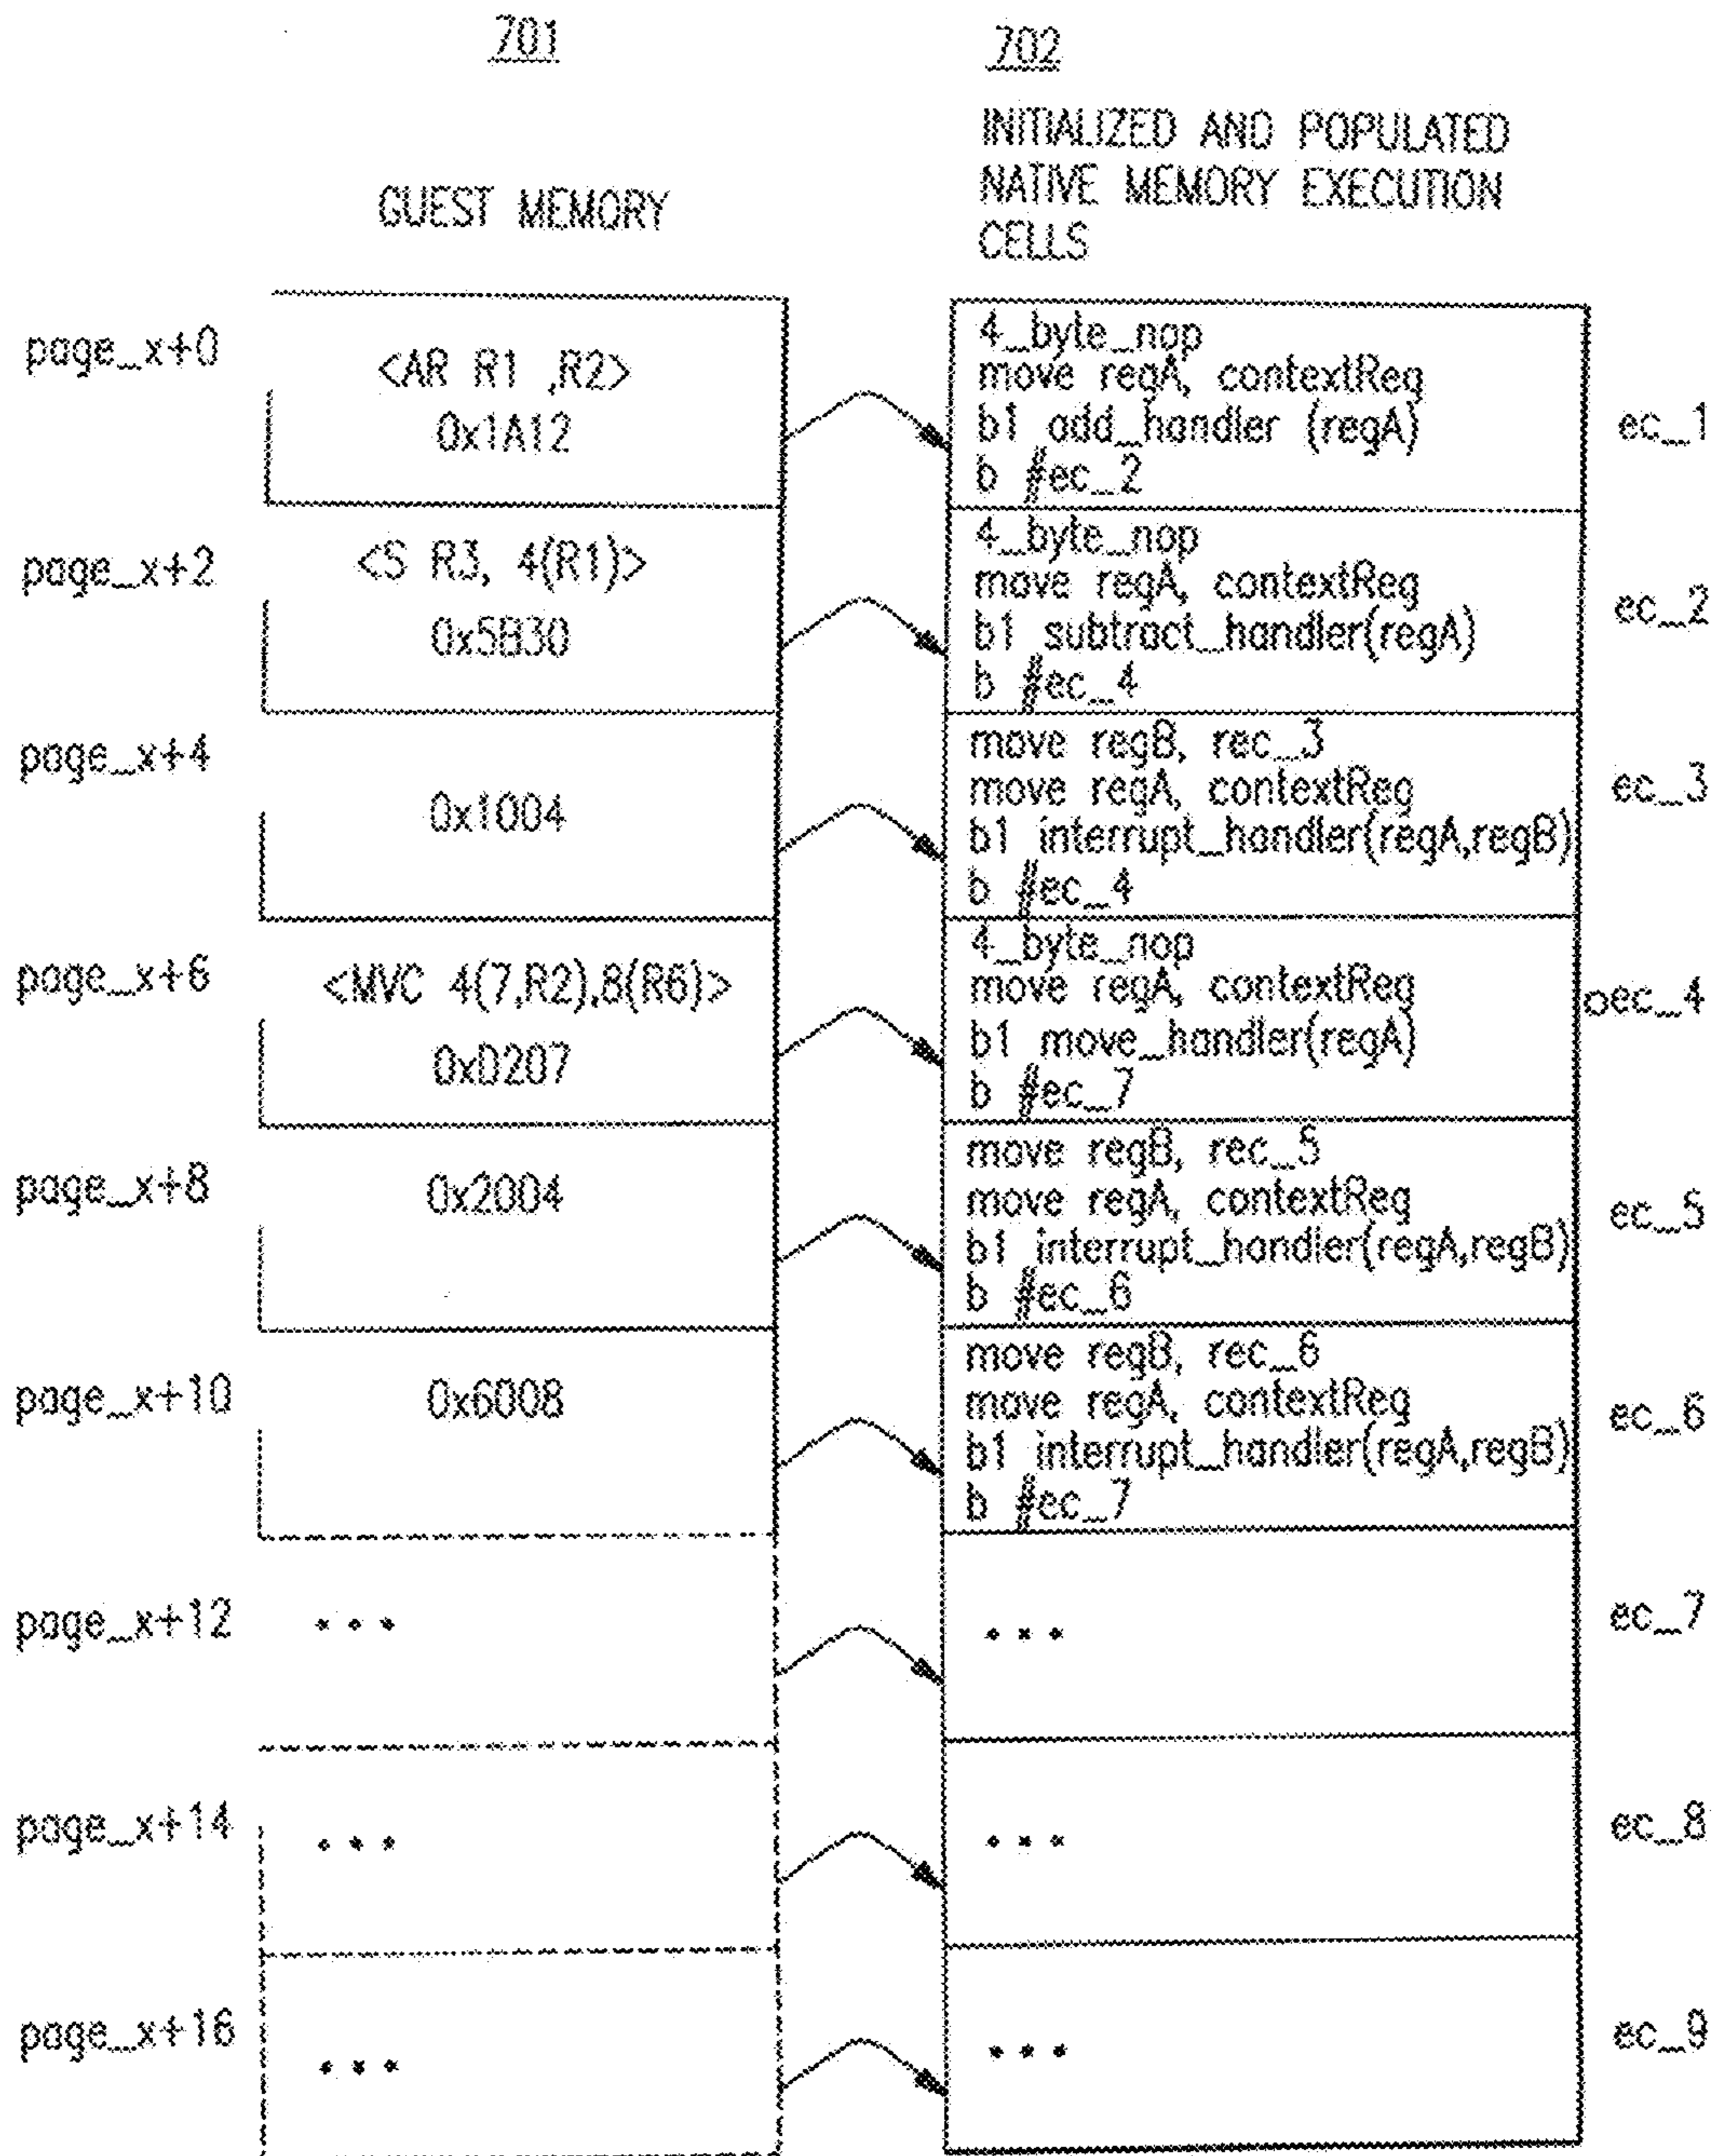 701
702
INITIALIZED AND POPULATED
NATIVE MEMORY EXECUTION
CELLS
GUEST MEMORY
page_x+0
<AR R1 ,R2>
0x1A12
4_byte_nop
move regA, contextReg
b1 add_handler (regA)
b #ec_2
ec_1
page_x+2
<S R3, 4(R1)>
0x5B30
4_byte_nop
move regA, contextReg
b1 subtract_handler(regA)
b #ec_4
ec_2
page_x+4
0x1004
move regB, rec_3
move regA, contextReg
b1 interrupt_handler(regA,regB)
b #ec_4
ec_3
page_x+6
<MVC 4(7,R2),8(R6)>
0xD207
4_byte_nop
move regA, contextReg
b1 move_handler(regA)
b #ec_7
ec_4
page_x+8
0x2004
move regB, rec_5
move regA, contextReg
b1 interrupt_handler(regA,regB)
b #ec_6
ec_5
page_x+10
0x6008
move regB, rec_6
move regA, contextReg
b1 interrupt_handler(regA,regB)
b #ec_7
ec_6
page_x+12
...
...
ec_7
page_x+14
...
...
ec_8
page_x+16
...
...
ec_9